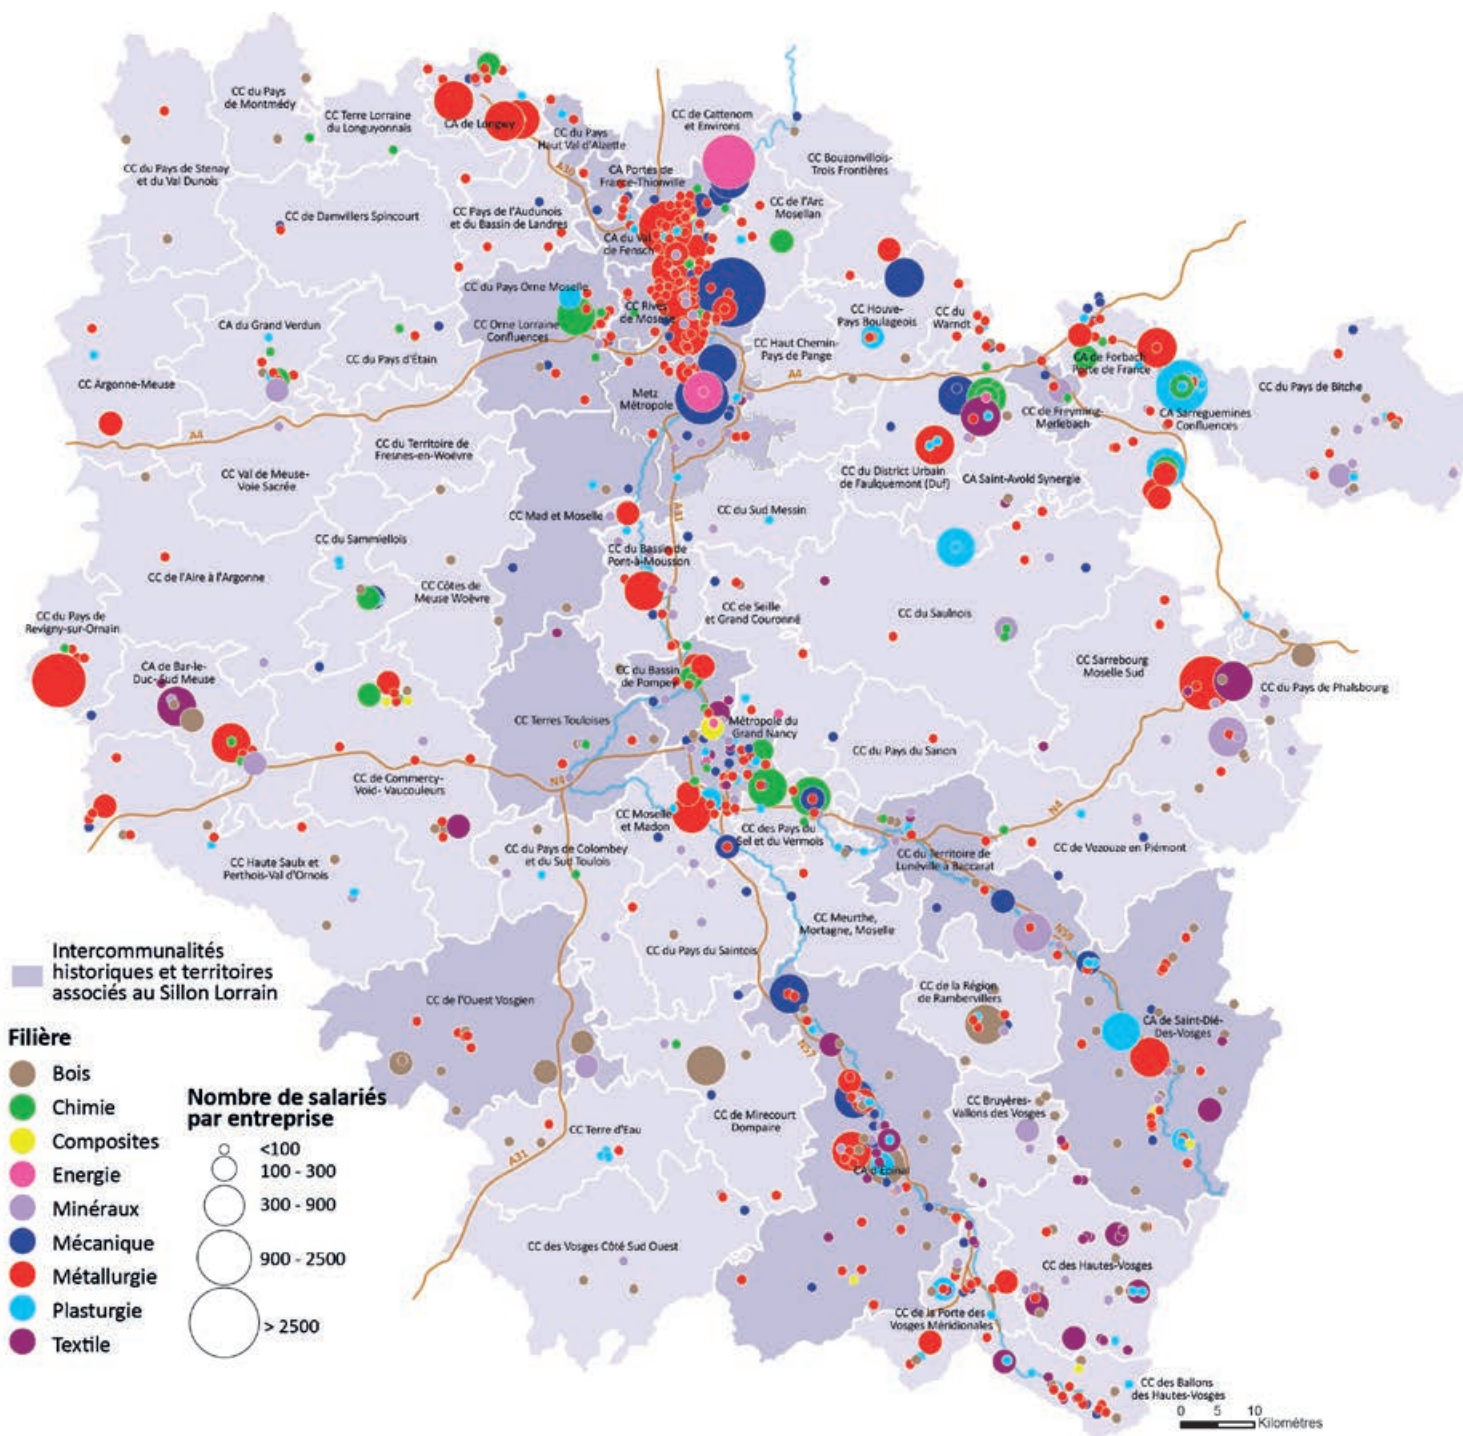 CC du Pays
de Montmédy
CC Terre Lorraine
du Longuyonnais
CA de Longwy
CC du Pays
Haut Val d'Alzette
CC de Cattenom
et Environs
CC Bouzonvillois-
Trois Frontières
CC du Pays de Stenay
et du Val Dunois
A30
CA Portes de
France-Thionville
CC de Damvillers Spincourt
CC Pays de l'Audunois
et du Bassin de Landres
CC de l'Arc
Mosellan
CA du Val
de Fensch
CC du Pays Orne Moselle
CC Rives
de Moselle
CC Houve-
Pays Boulageois
CC du
Warndt
CA du Grand Verdun
CC Orne Lorraine
Confluences
CC du Pays d'Étain
CC Haut Chemin-
Pays de Pange
CA de Forbach
Porte de France
CC Argonne-Meuse
A4
Metz
Métropole
CC du Pays de Bitche
CC de Freyming-
Merlebach
CA Sarreguemines
Confluences
A4
CC du Territoire de
Fresnes-en-Woëvre
CC Val de Meuse-
Voie Sacrée
CC du District Urbain
de Faulquemont (Duf)
CA Saint-Avold Synergie
A31
CC Mad et Moselle
CC du Sud Messin
CC du Sammiellois
CC du Bassin de
Pont-à-Mousson
CC de l'Aire à l'Argonne
CC Côtes de
Meuse Woëvre
CC de Seille
et Grand Couronné
CC du Saulnois
CC du Pays de
Revigny-sur-Ornain
CA de Bar-le-
Duc- Sud Meuse
CC du Bassin
de Pompey
CC Sarrebourg
Moselle Sud
CC du Pays de Phalsbourg
CC Terres Touloises
Métropole du
Grand Nancy
CC du Pays du Sanon
CC de Commercy-
Void- Vaucouleurs
N4
N4
CC Moselle
et Madon
CC des Pays du
Sel et du Vermois
CC du Territoire de
Lunéville à Baccarat
CC de Vezouze en Piémont
CC Haute Saulx et
Perthois-Val d'Ornois
CC du Pays de Colombey
et du Sud Toulois
CC Meurthe,
Mortagne, Moselle
N59
CC du Pays du Saintois
Intercommunalités
historiques et territoires
associés au Sillon Lorrain
CC de l'Ouest Vosgien
CC de la Région
de Rambervillers
CA de Saint-Dié-
Des-Vosges
N57
Filière
Bois
Chimie
Composites
Energie
Minéraux
Mécanique
Métallurgie
Plasturgie
Textile
Nombre de salariés
par entreprise
<100
100 - 300
300 - 900
900 - 2500
> 2500
CC de Mirecourt
Dompaire
CC Bruyères-
Vallons des Vosges
CC Terre d'Eau
A31
CA d'Epinal
CC des Vosges Côté Sud Ouest
CC des Hautes-Vosges
CC de la Porte des
Vosges Méridionales
CC des Ballons
des Hautes-Vosges
0 5 10
Kilomètres